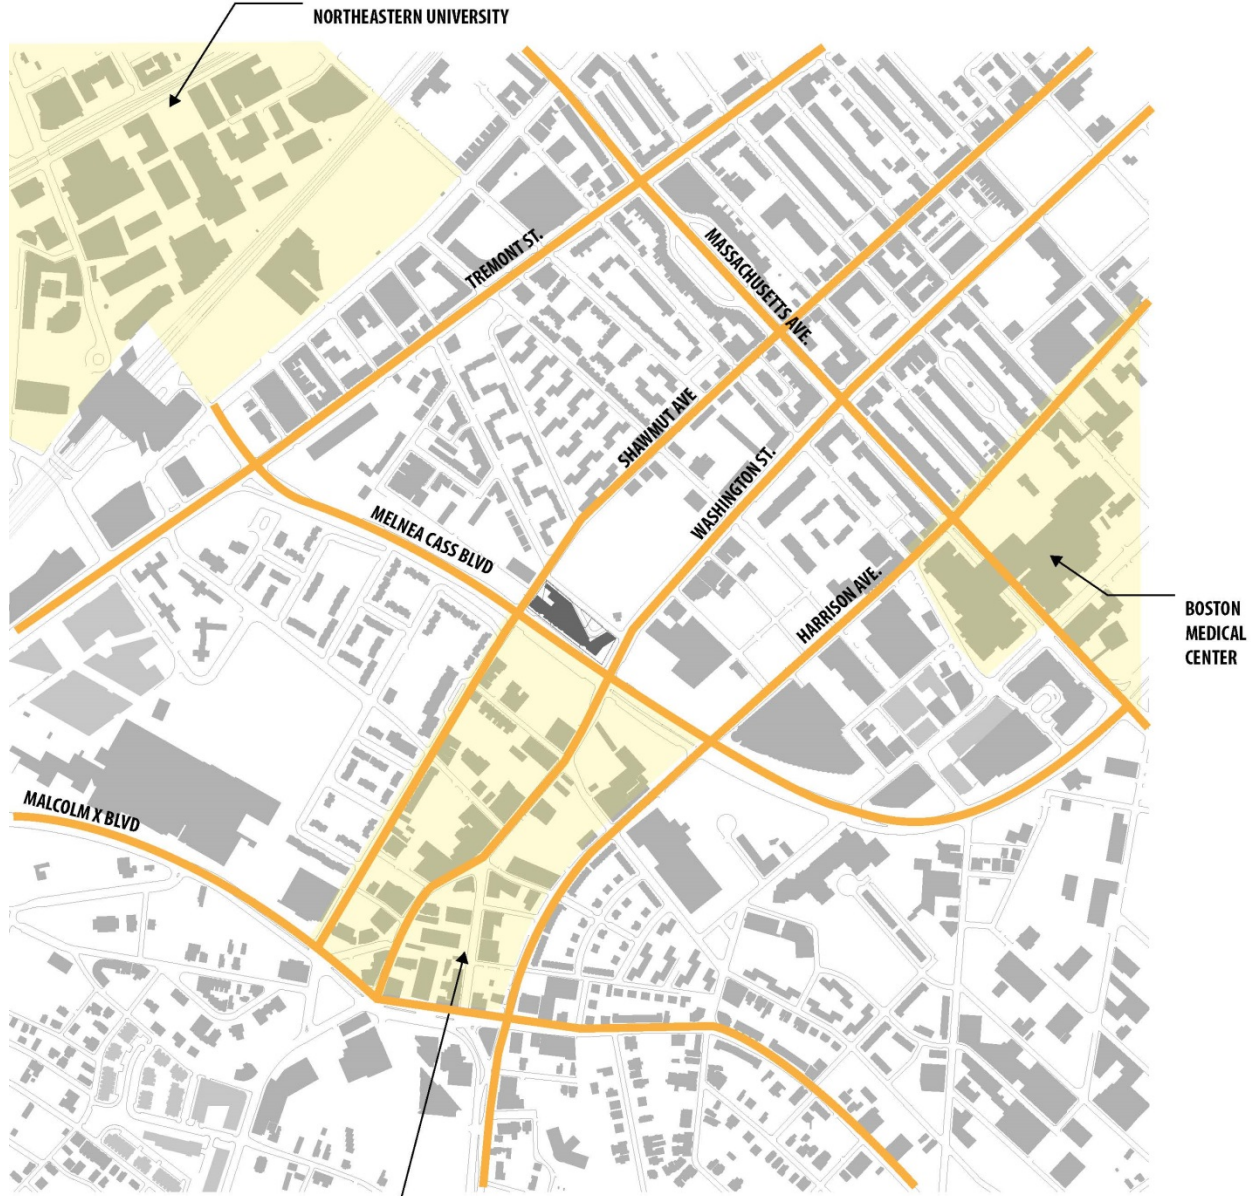 NORTHEASTERN UNIVERSITY
TREMONT ST.
MASSACHUSETTS AVE.
SHAWMUT AVE
WASHINGTON ST.
MELNEA CASS BLVD
HARRISON AVE.
BOSTON
MEDICAL
CENTER
MALCOLM X BLVD